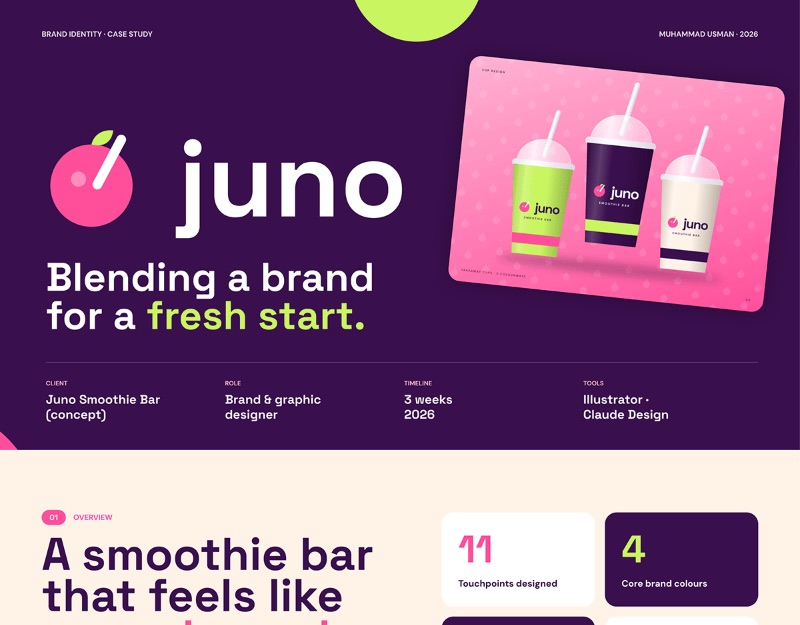 BRAND IDENTITY · CASE STUDY
MUHAMMAD USMAN · 2026
CUP DESIGN
juno
SMOOTHIE BAR
juno
SMOOTHIE BAR
juno
SMOOTHIE BAR
juno
Blending a brand
for a fresh start.
CLIENT
Juno Smoothie Bar
(concept)
ROLE
Brand & graphic
designer
TIMELINE
3 weeks
2026
TOOLS
Illustrator ·
Claude Design
01 OVERVIEW
A smoothie bar
that feels like
11
Touchpoints designed
4
Core brand colours